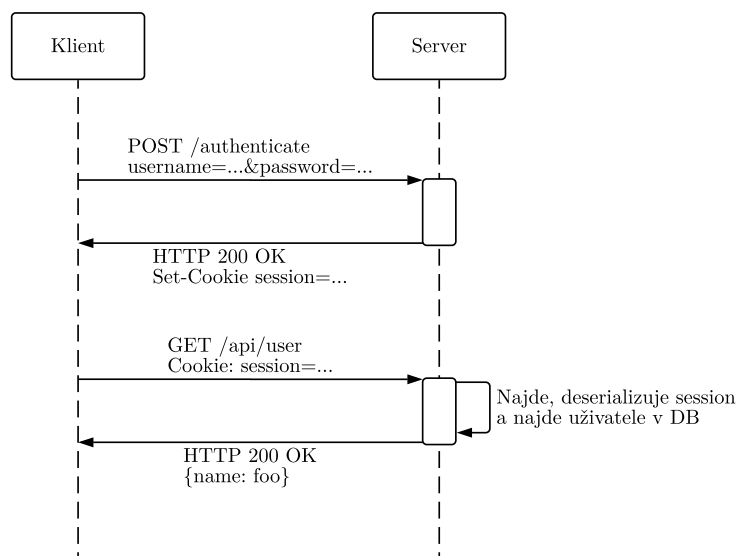 Klient
Server
POST /authenticate
username=...&password=...
HTTP 200 OK
Set-Cookie session=...
GET /api/user
Cookie: session=...
Najde, deserializuje session
a najde uživatele v DB
HTTP 200 OK
{name: foo}